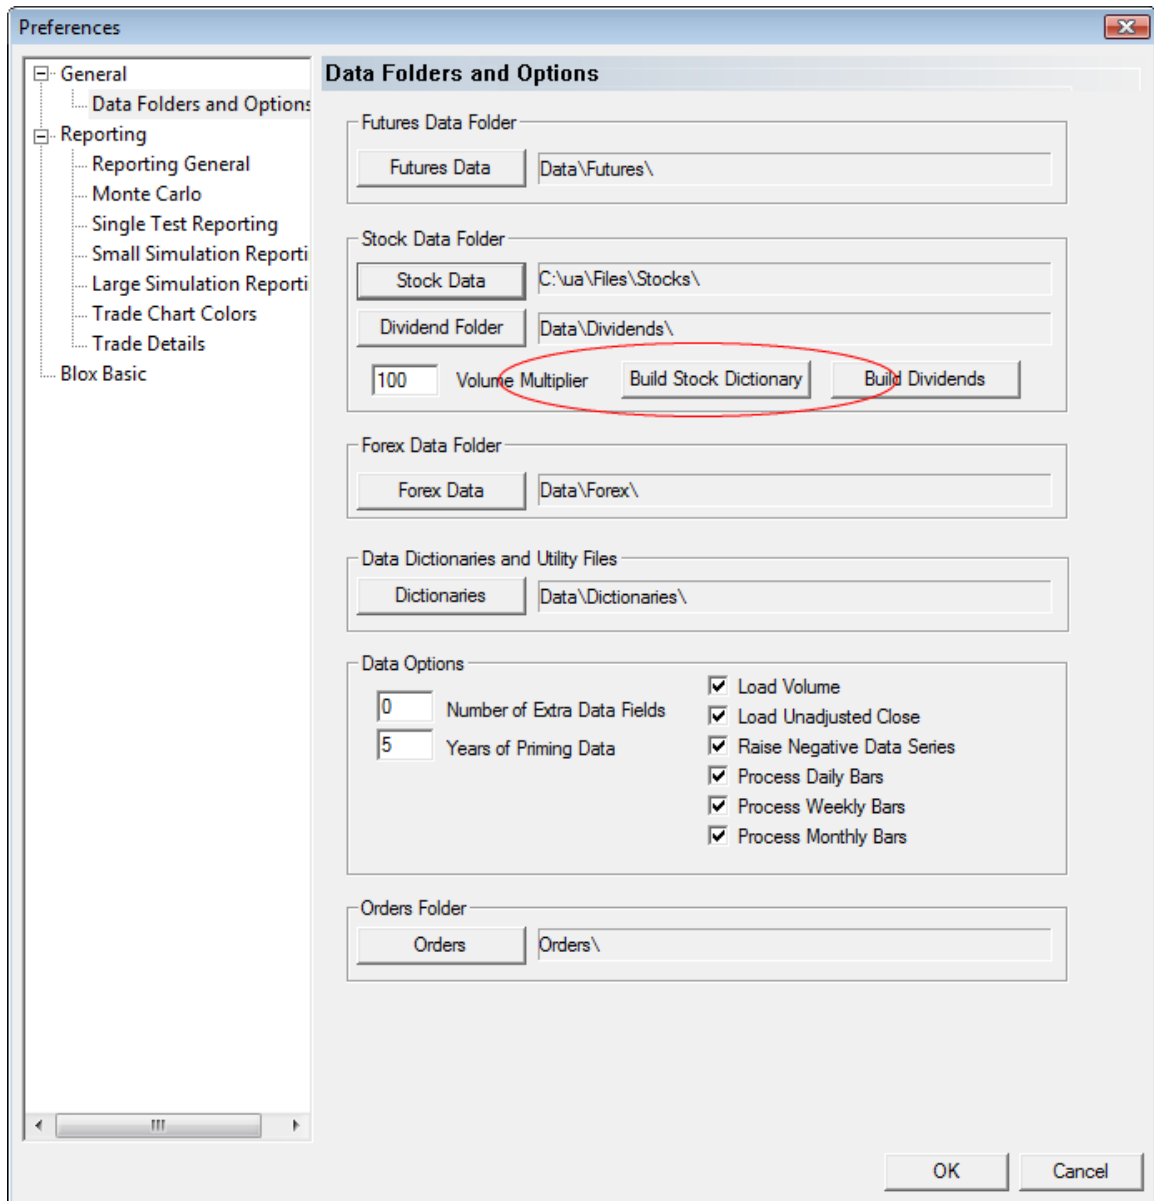 Preferences
General
Data Folders and Options
Reporting
Reporting General
Monte Carlo
Single Test Reporting
Small Simulation Reporti
Large Simulation Reporti
Trade Chart Colors
Trade Details
Blox Basic
Data Folders and Options
Futures Data Folder
Futures Data Data\Futures\
Stock Data Folder
Stock Data C:\ua\Files\Stocks\
Dividend Folder Data\Dividends\
100 Volume Multiplier Build Stock Dictionary Build Dividends
Forex Data Folder
Forex Data Data\Forex\
Data Dictionaries and Utility Files
Dictionaries Data\Dictionaries\
Data Options
0 Number of Extra Data Fields
5 Years of Priming Data
Load Volume
Load Unadjusted Close
Raise Negative Data Series
Process Daily Bars
Process Weekly Bars
Process Monthly Bars
Orders Folder
Orders Orders\
OK Cancel